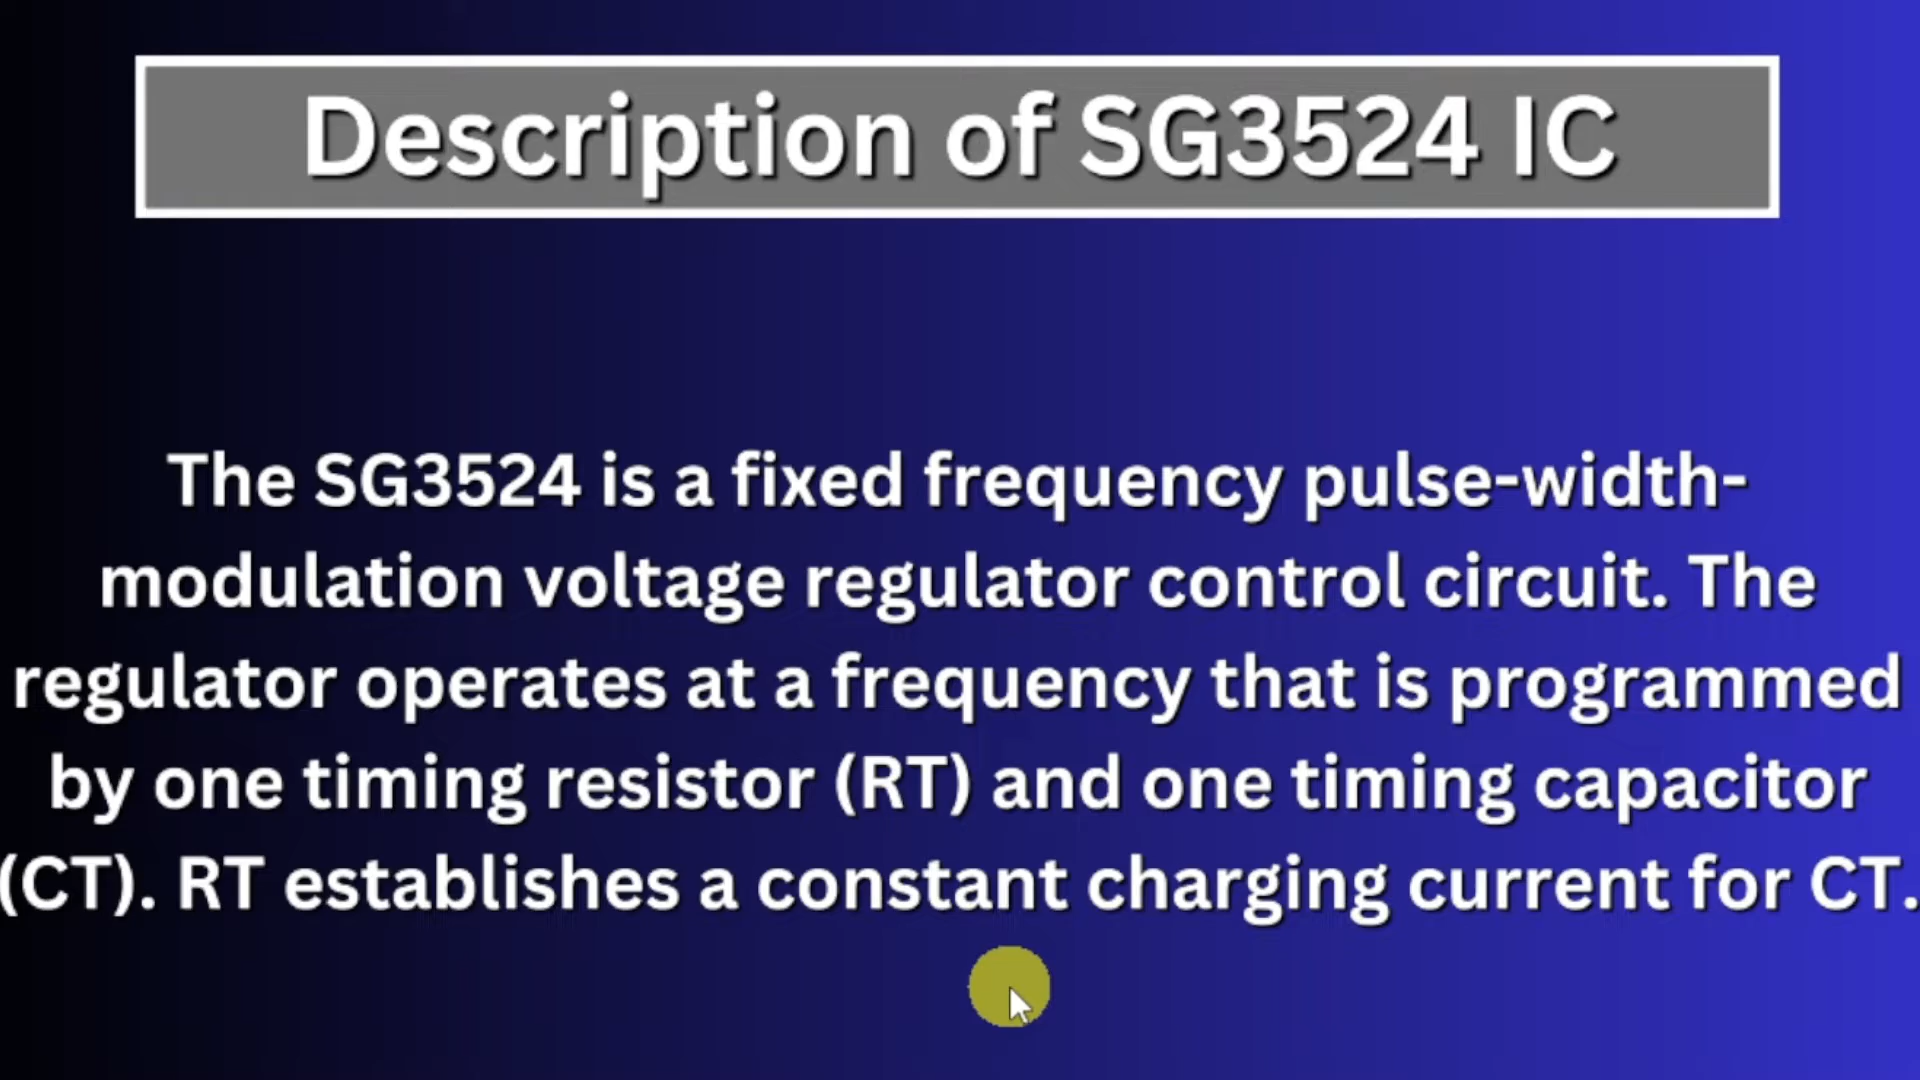 Description of SG3524 IC
The SG3524 is a fixed frequency pulse-width-
modulation voltage regulator control circuit. The
regulator operates at a frequency that is programmed
by one timing resistor (RT) and one timing capacitor
(CT). RT establishes a constant charging current for CT.